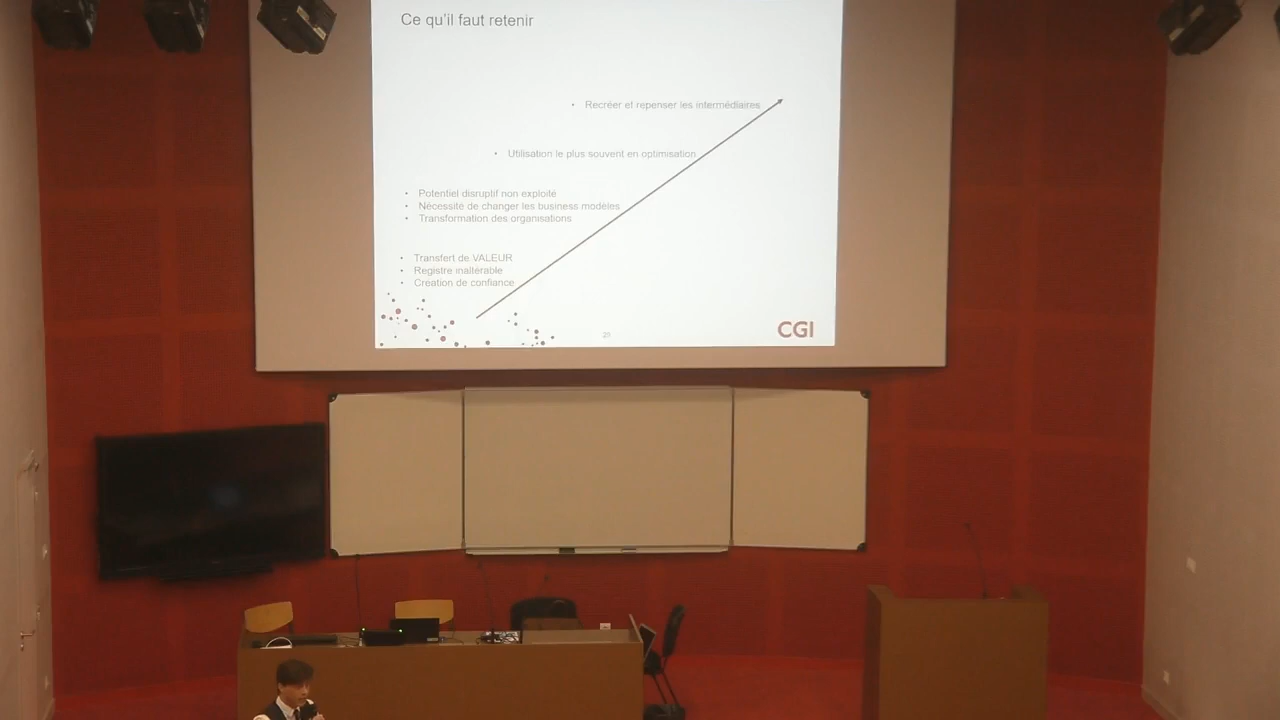 Ce qu'il faut retenir
• Recréer et repenser les intermédiaires
• Utilisation le plus souvent en optimisation
• Potentiel disruptif non exploité
• Nécessité de changer les business modèles
• Transformation des organisations
• Transfert de VALEUR
• Registre inaltérable
• Création de confiance
29
CGI